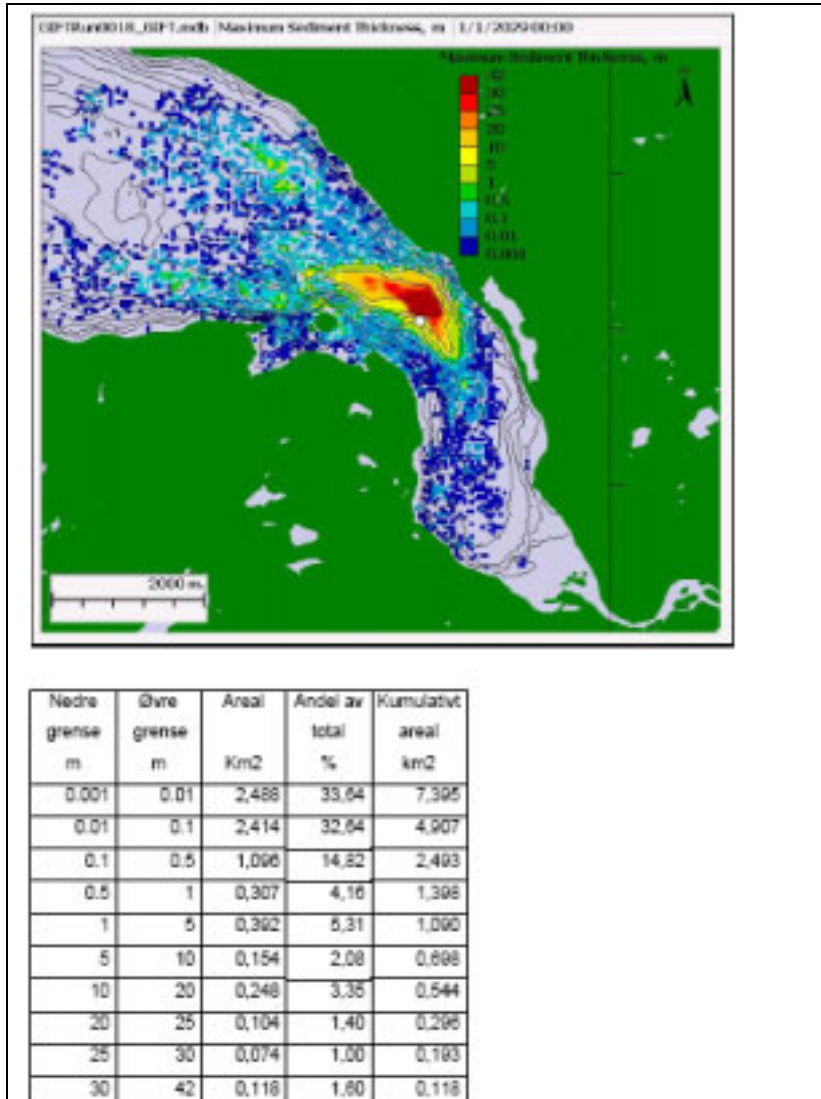 GIFTRun0018_GIFT.mdb | Maximum Sediment Thickness, m | 1/1/2029 00:00
Maximum Sediment Thickness, m
42
30
25
20
10
5
1
0.5
0.1
0.01
0.001
2000 m.
Nedre grense m Øvre grense m Areal Km2 Andel av total % Kumulativt areal km2
0.001 0.01 2,488 33,64 7,395
0.01 0.1 2,414 32,64 4,907
0.1 0.5 1,096 14,82 2,493
0.5 1 0,307 4,16 1,398
1 5 0,392 5,31 1,090
5 10 0,154 2,08 0,698
10 20 0,248 3,35 0,544
20 25 0,104 1,40 0,296
25 30 0,074 1,00 0,193
30 42 0,118 1,60 0,118